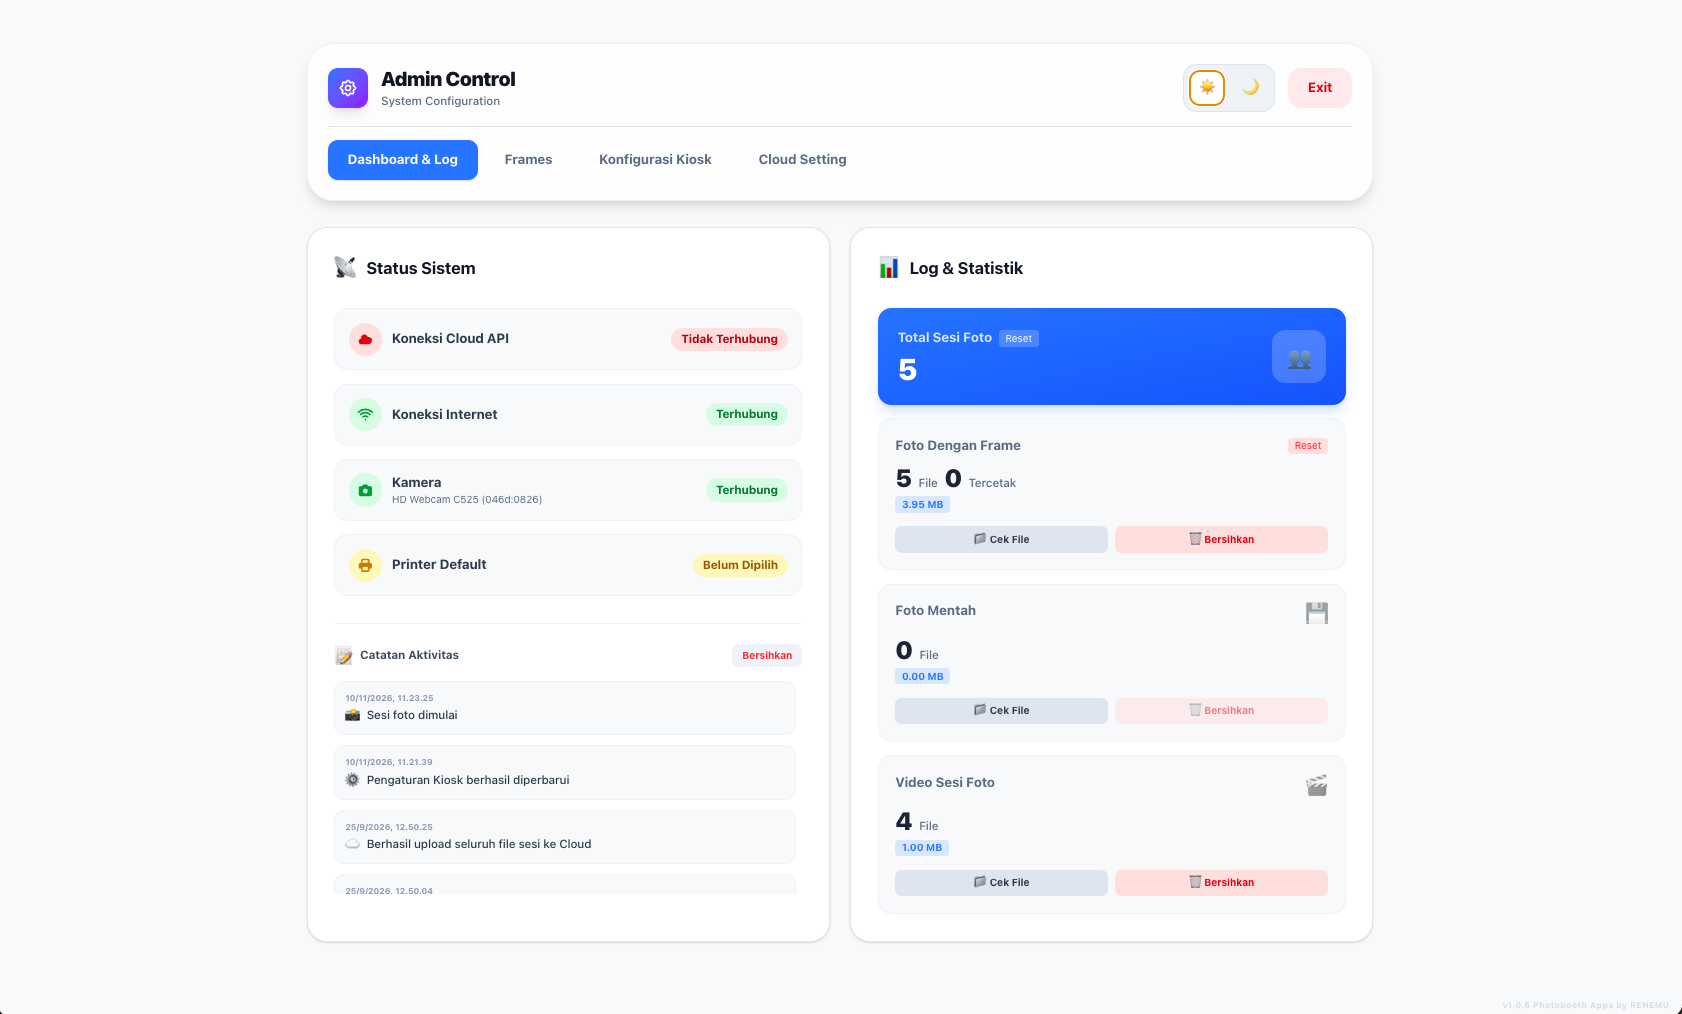 Admin Control
System Configuration
Exit
Dashboard & Log
Frames
Konfigurasi Kiosk
Cloud Setting
Status Sistem
Koneksi Cloud API
Tidak Terhubung
Koneksi Internet
Terhubung
Kamera
HD Webcam C525 (046d:0826)
Terhubung
Printer Default
Belum Dipilih
Catatan Aktivitas
Bersihkan
10/11/2026, 11.23.25
Sesi foto dimulai
10/11/2026, 11.21.39
Pengaturan Kiosk berhasil diperbarui
25/9/2026, 12.50.25
Berhasil upload seluruh file sesi ke Cloud
25/9/2026, 12.50.04
Log & Statistik
Total Sesi Foto Reset
5
Foto Dengan Frame
Reset
5 File 0 Tercetak
3.95 MB
Cek File
Bersihkan
Foto Mentah
0 File
0.00 MB
Cek File
Bersihkan
Video Sesi Foto
4 File
1.00 MB
Cek File
Bersihkan
v1.0.6 Photobooth Apps by RENEMU